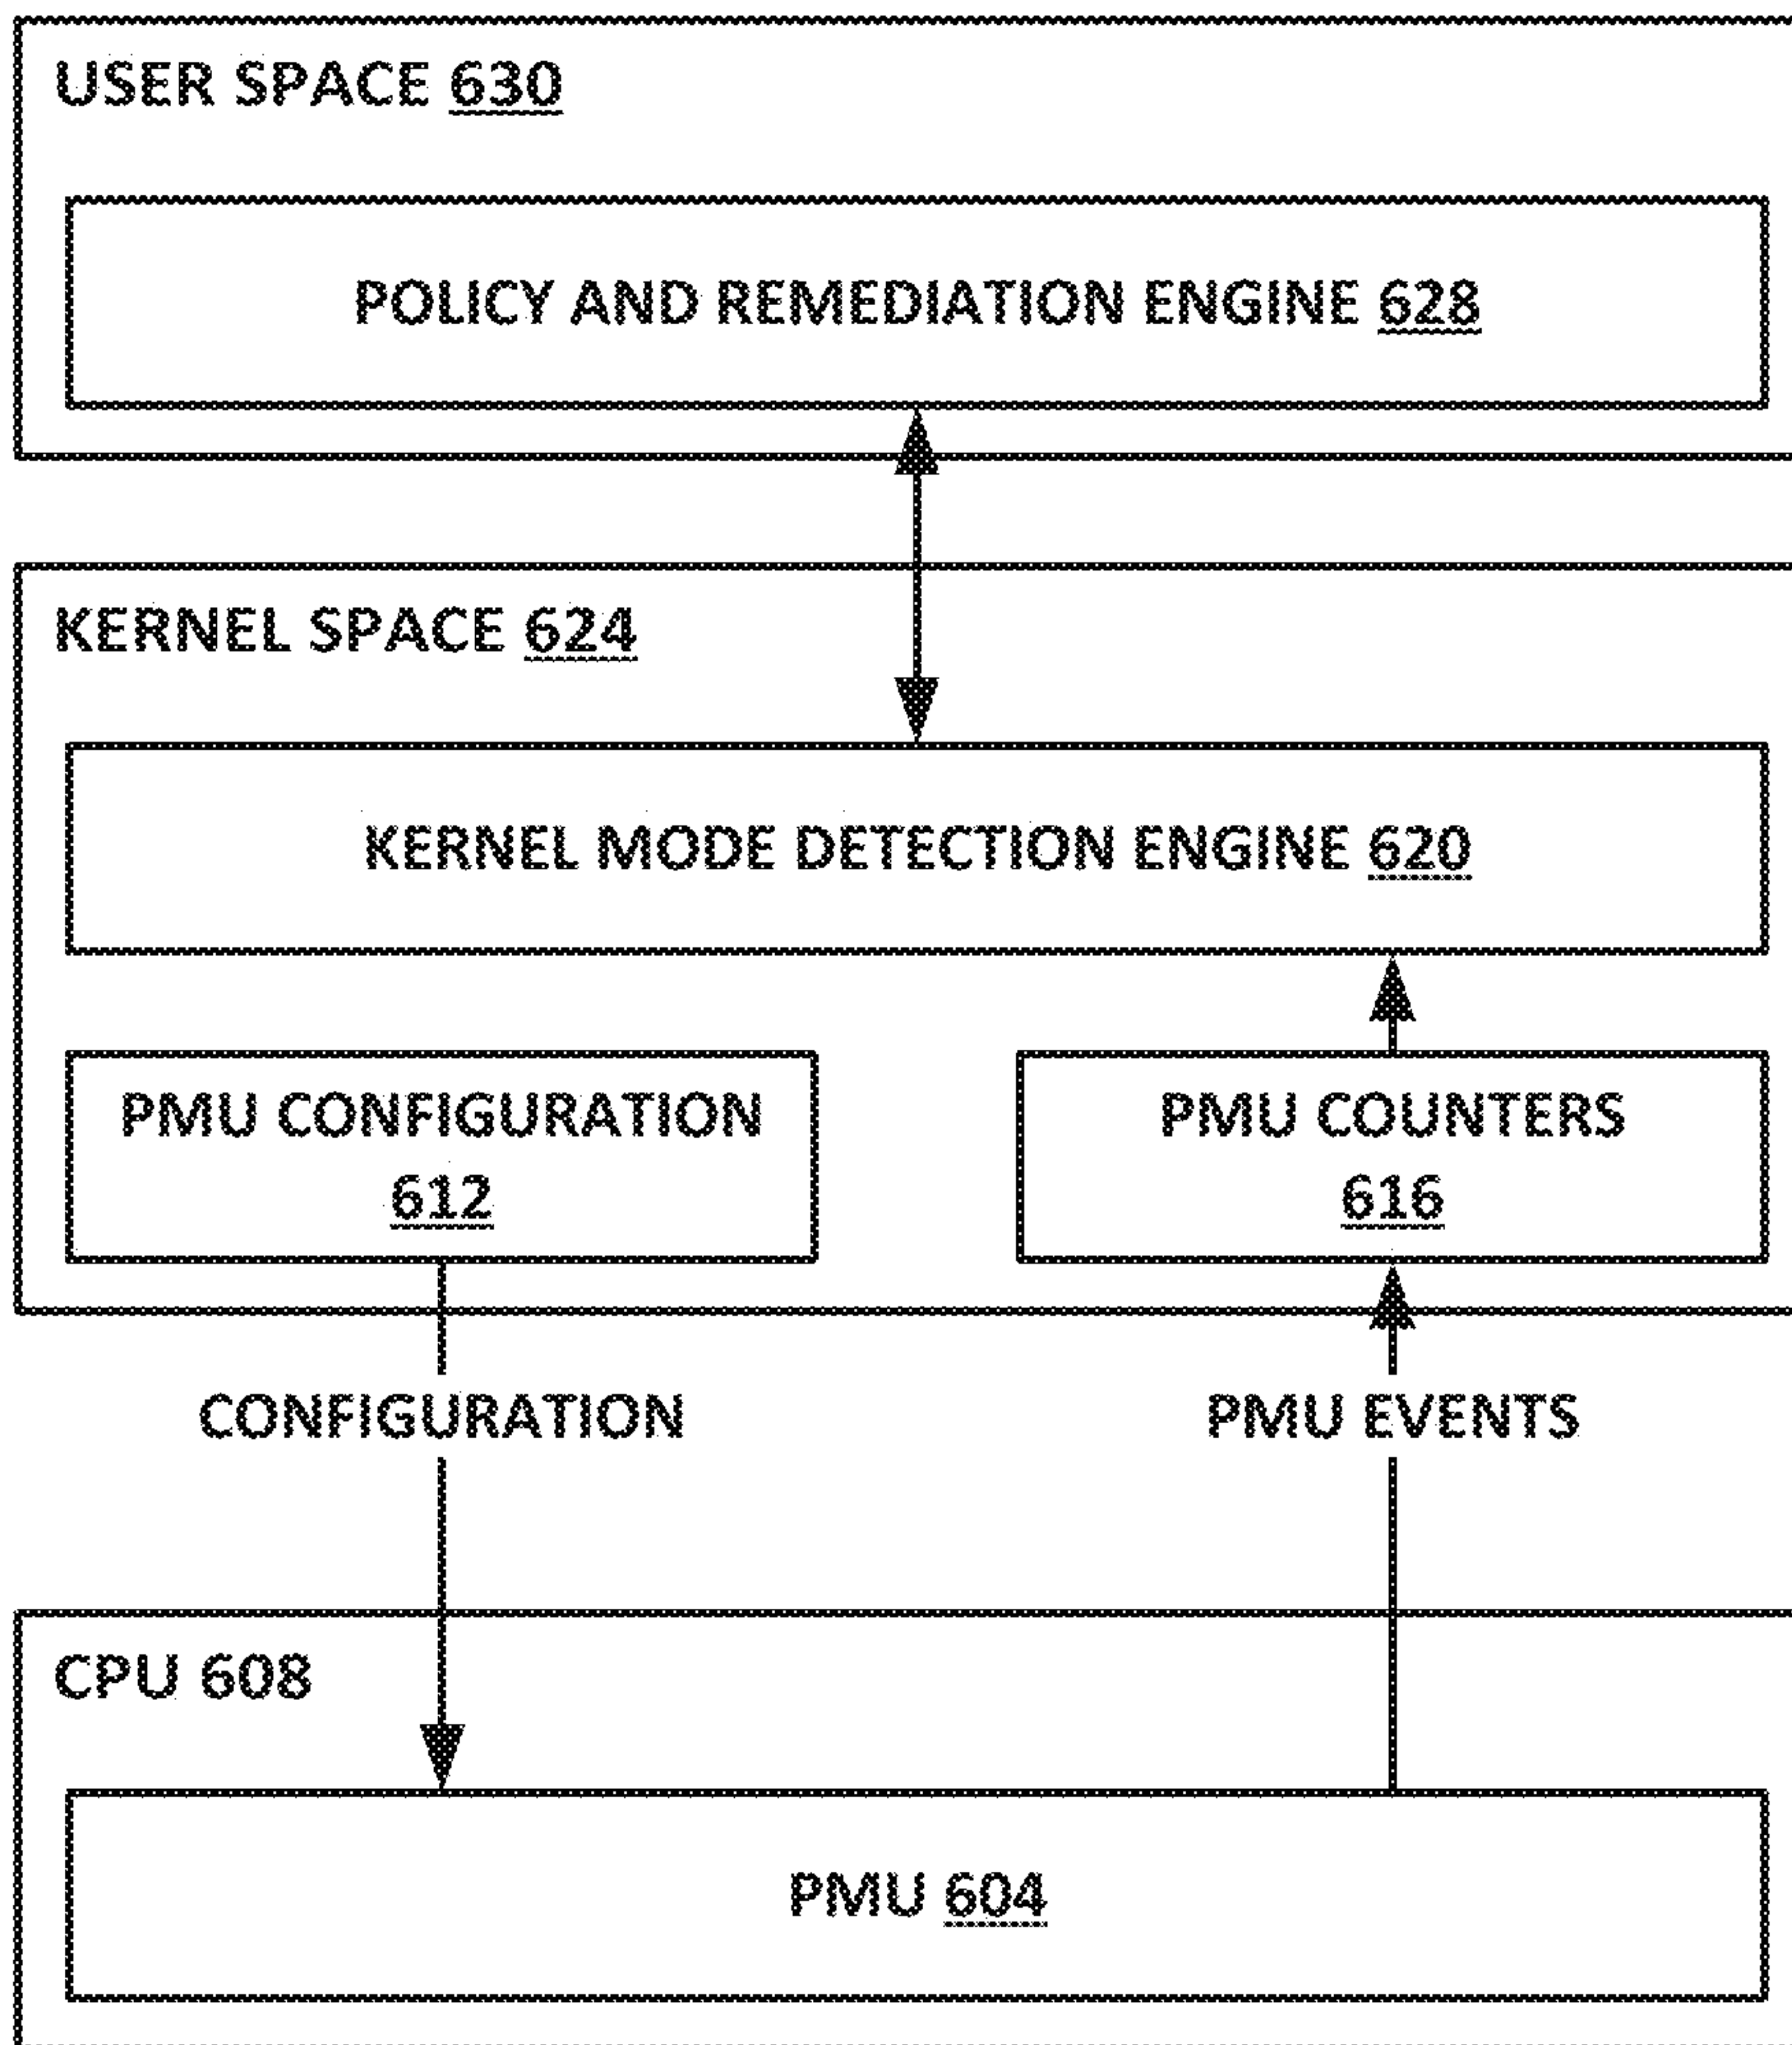 USER SPACE 630
POLICY AND REMEDIATION ENGINE 628
KERNEL SPACE 624
KERNEL MODE DETECTION ENGINE 620
PMU CONFIGURATION
612
PMU COUNTERS
616
CONFIGURATION
PMU EVENTS
CPU 608
PMU 604